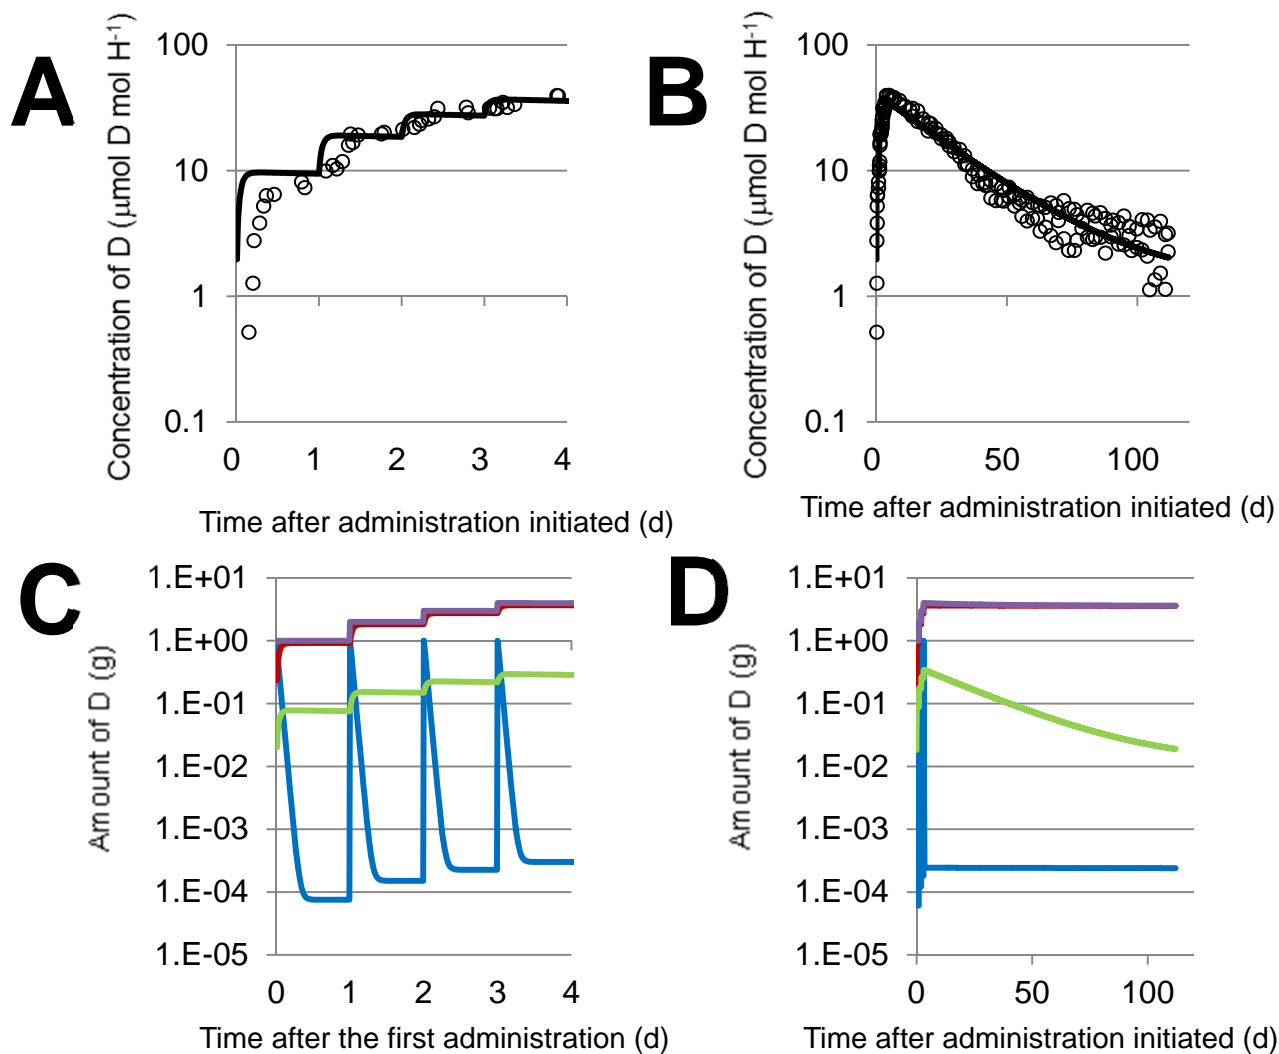 A
Concentration of D (μmol D mol H⁻¹)
100
10
1
0.1
0 1 2 3 4
Time after administration initiated (d)
B
Concentration of D (μmol D mol H⁻¹)
100
10
1
0.1
0 50 100
Time after administration initiated (d)
C
Amount of D (g)
1.E+01
1.E+00
1.E-01
1.E-02
1.E-03
1.E-04
1.E-05
0 1 2 3 4
Time after the first administration (d)
D
Amount of D (g)
1.E+01
1.E+00
1.E-01
1.E-02
1.E-03
1.E-04
1.E-05
0 50 100
Time after administration initiated (d)